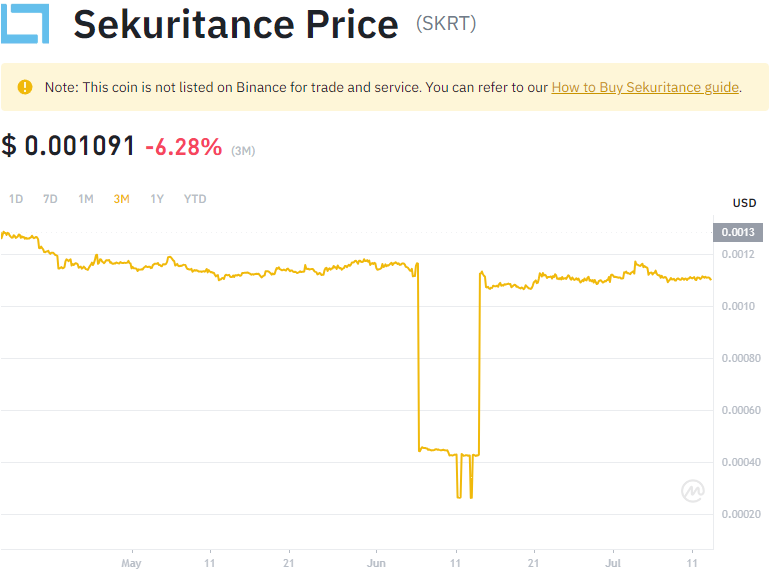 Sekuritance Price (SKRT)
Note: This coin is not listed on Binance for trade and service. You can refer to our How to Buy Sekuritance guide.
$ 0.001091 -6.28% (3M)
1D 7D 1M 3M 1Y YTD
USD
0.0013
0.0012
0.0010
0.00080
0.00060
0.00040
0.00020
May 11 21 Jun 11 21 Jul 11